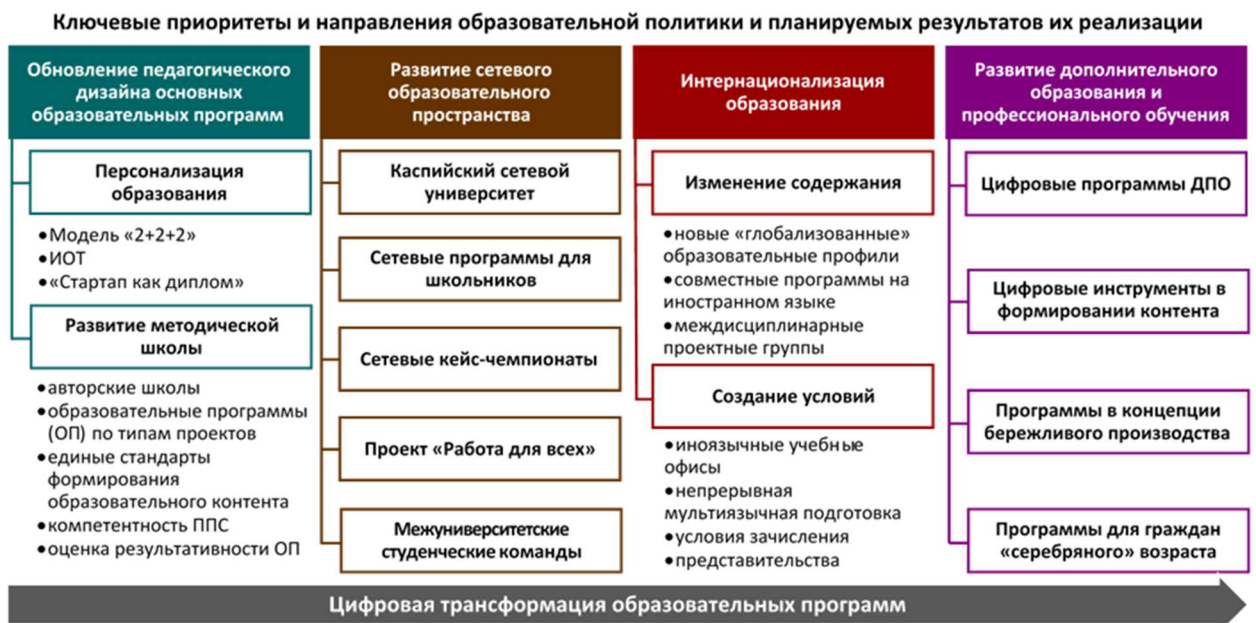 Ключевые приоритеты и направления образовательной политики и планируемых результатов их реализации
Обновление педагогического
дизайна основных
образовательных программ
Персонализация
образования
•Модель «2+2+2»
•ИОТ
•«Стартап как диплом»
Развитие методической
школы
•авторские школы
•образовательные программы
(ОП) по типам проектов
•единые стандарты
формирования
образовательного контента
•компетентность ППС
•оценка результативности ОП
Развитие сетевого
образовательного
пространства
Каспийский сетевой
университет
Сетевые программы для
школьников
Сетевые кейс-чемпионаты
Проект «Работа для всех»
Межуниверситетские
студенческие команды
Интернационализация
образования
Изменение содержания
•новые «глобализованные»
образовательные профили
•совместные программы на
иностранном языке
•междисциплинарные
проектные группы
Создание условий
•иноязычные учебные
офисы
•непрерывная
мультиязычная подготовка
•условия зачисления
•представительства
Развитие дополнительного
образования и
профессионального обучения
Цифровые программы ДПО
Цифровые инструменты в
формировании контента
Программы в концепции
бережливого производства
Программы для граждан
«серебряного» возраста
Цифровая трансформация образовательных программ